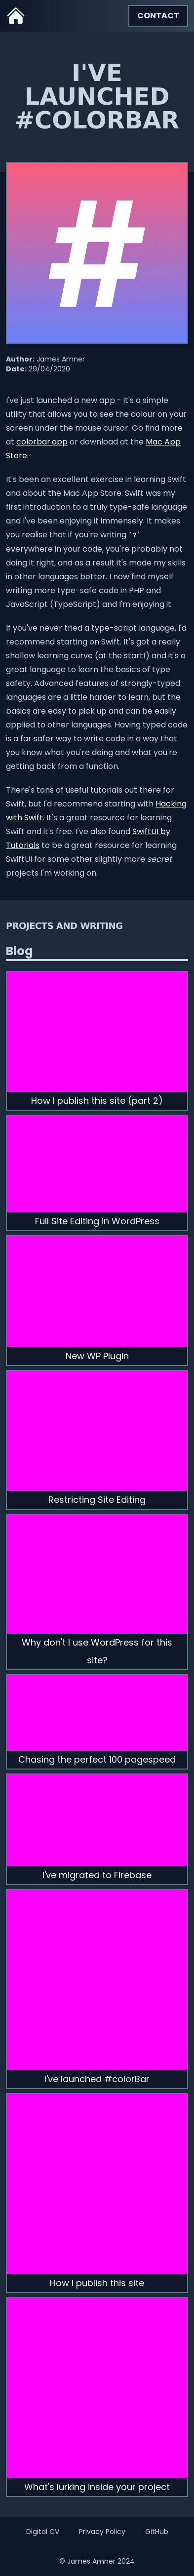 CONTACT
I'VE
LAUNCHED
#COLORBAR
#
Author: James Amner
Date: 29/04/2020
I've just launched a new app - it's a simple
utility that allows you to see the colour on your
screen under the mouse cursor. Go find more
at colorbar.app or download at the Mac App
Store.
It's been an excellent exercise in learning Swift
and about the Mac App Store. Swift was my
first introduction to a truly type-safe language
and I've been enjoying it immensely. It makes
you realise that if you're writing `?`
everywhere in your code, you're probably not
doing it right, and as a result it's made my skills
in other languages better. I now find myself
writing more type-safe code in PHP and
JavaScript (TypeScript) and I'm enjoying it.
If you've never tried a type-script language, I'd
recommend starting on Swift. It's got a really
shallow learning curve (at the start!) and it's a
great language to learn the basics of type
safety. Advanced features of strongly-typed
languages are a little harder to learn, but the
basics are easy to pick up and can be easily
applied to other languages. Having typed code
is a far safer way to write code in a way that
you know what you're doing and what you're
getting back from a function.
There's tons of useful tutorials out there for
Swift, but I'd recommend starting with Hacking
with Swift. It's a great resource for learning
Swift and it's free. I've also found SwiftUI by
Tutorials to be a great resource for learning
SwiftUI for some other slightly more secret
projects I'm working on.
PROJECTS AND WRITING
Blog
How I publish this site (part 2)
Full Site Editing in WordPress
New WP Plugin
Restricting Site Editing
Why don't I use WordPress for this
site?
Chasing the perfect 100 pagespeed
I've migrated to Firebase
I've launched #colorBar
How I publish this site
What's lurking inside your project
Digital CV
Privacy Policy
GitHub
© James Amner 2024